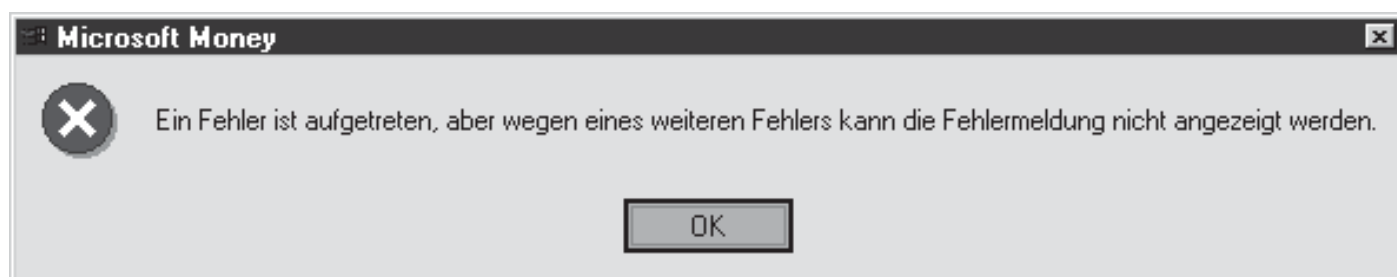 Microsoft Money
Ein Fehler ist aufgetreten, aber wegen eines weiteren Fehlers kann die Fehlermeldung nicht angezeigt werden.
OK